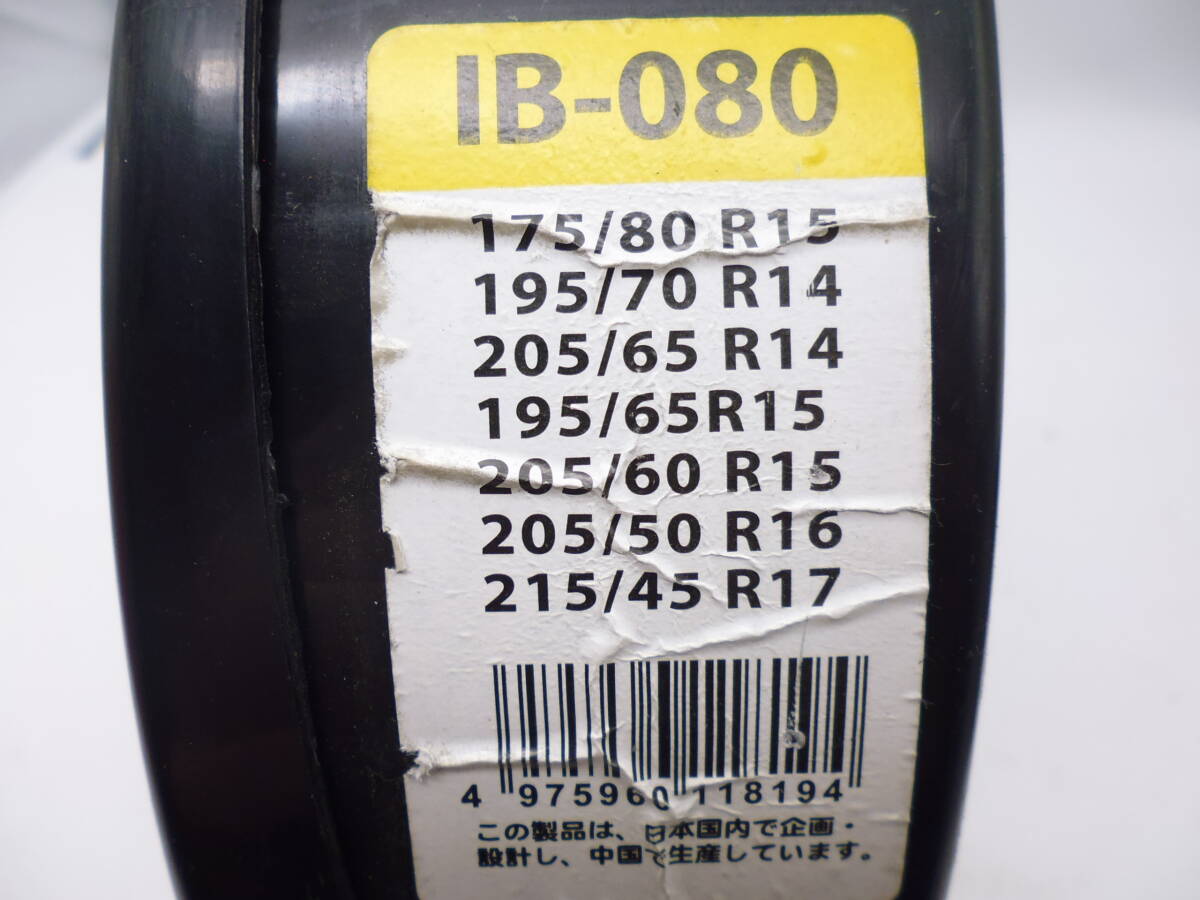 IB-080
175/80 R15
195/70 R14
205/65 R14
195/65R15
205/60 R15
205/50 R16
215/45 R17
4 975960 118194
この製品は、日本国内で企画・
設計し、中国で生産しています。